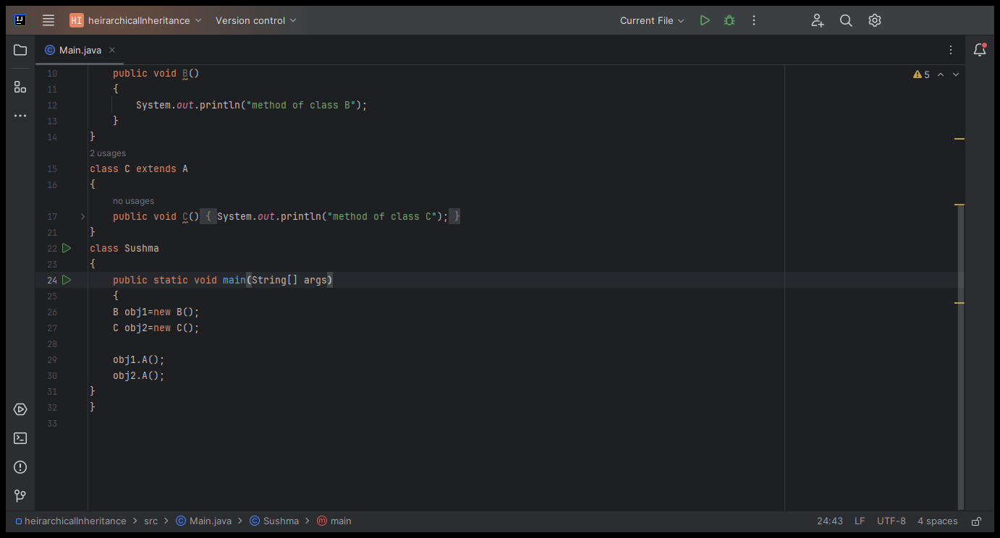 HI heirarchicalInheritance Version control Current File
Main.java
5
10 public void B()
11 {
12 System.out.println("method of class B");
13 }
14 }
2 usages
15 class C extends A
16 {
no usages
17 public void C() { System.out.println("method of class C"); }
21 }
22 class Sushma
23 {
24 public static void main(String[] args)
25 {
26 B obj1=new B();
27 C obj2=new C();
28
29 obj1.A();
30 obj2.A();
31 }
32 }
33
heirarchicalInheritance > src > Main.java > Sushma > main 24:43 LF UTF-8 4 spaces